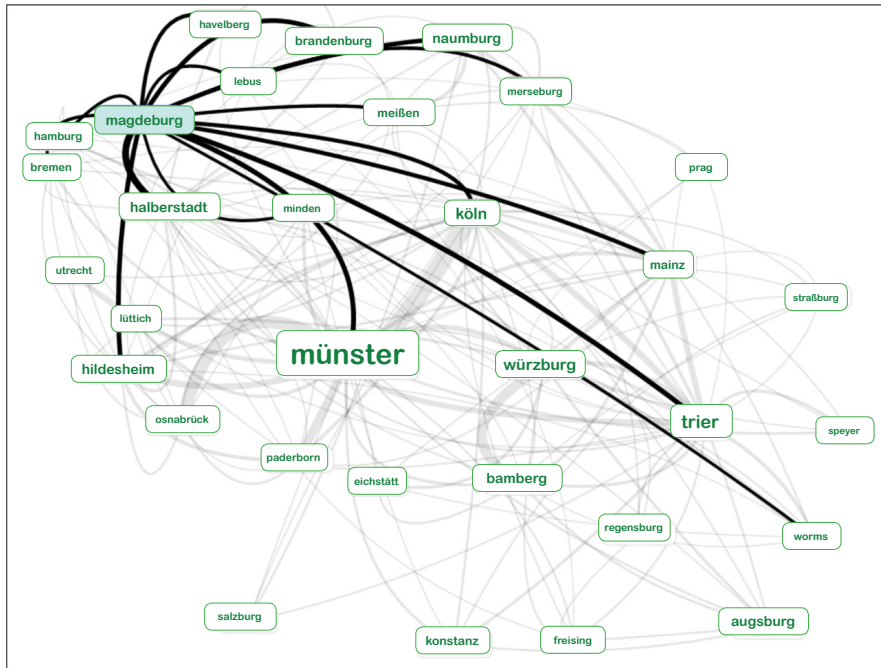 havelberg
brandenburg
naumburg
lebus
merseburg
meißen
magdeburg
hamburg
bremen
prag
halberstadt
minden
köln
utrecht
mainz
straßburg
lüttich
münster
würzburg
hildesheim
osnabrück
trier
speyer
paderborn
eichstätt
bamberg
regensburg
worms
salzburg
konstanz
freising
augsburg